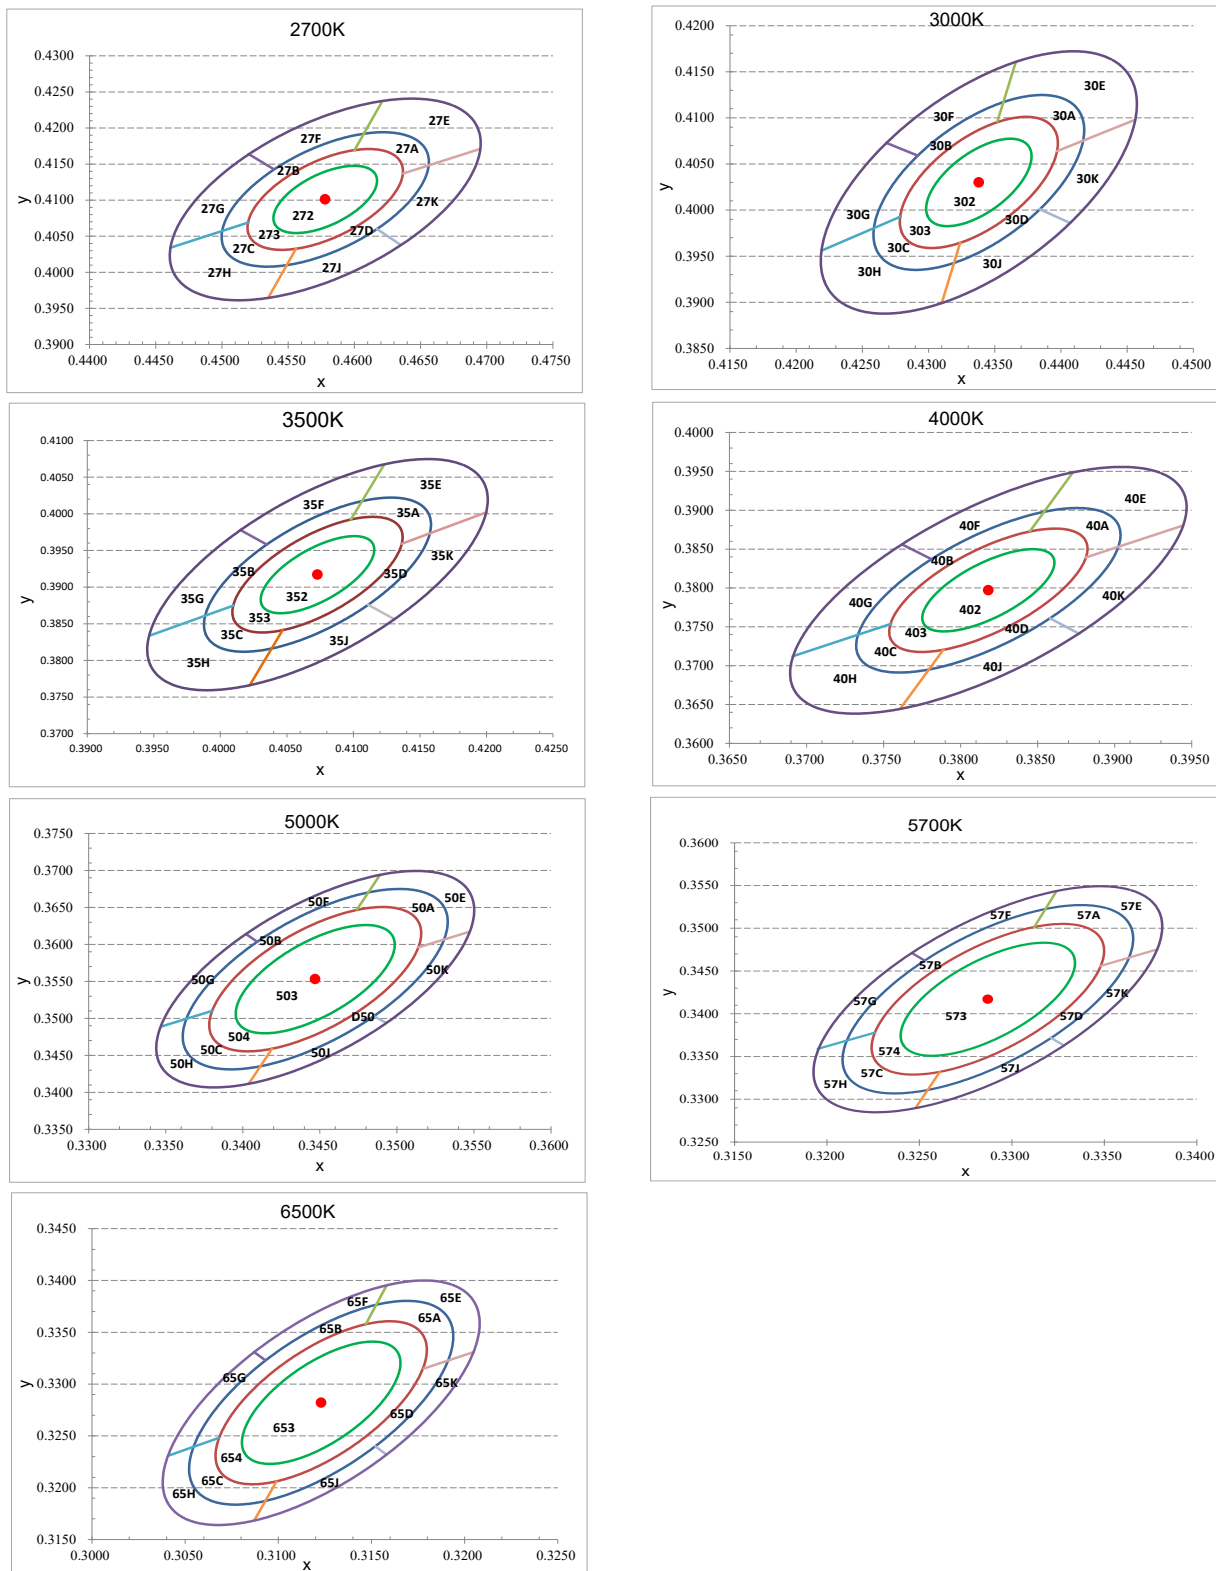 2700K
0.4300
0.4250
0.4200
0.4150
0.4100
0.4050
0.4000
0.3950
0.3900
y
27E
27F
27A
27B
27G
27K
272
273
27D
27C
27H
27J
0.4400 0.4450 0.4500 0.4550 0.4600 0.4650 0.4700 0.4750
x
3000K
0.4200
0.4150
0.4100
0.4050
0.4000
0.3950
0.3900
0.3850
y
30E
30F
30A
30B
30K
302
30G
30D
303
30C
30H
30J
0.4150 0.4200 0.4250 0.4300 0.4350 0.4400 0.4450 0.4500
x
3500K
0.4100
0.4050
0.4000
0.3950
0.3900
0.3850
0.3800
0.3750
0.3700
y
35E
35F
35A
35K
35B
35D
35G
352
353
35C
35J
35H
0.3900 0.3950 0.4000 0.4050 0.4100 0.4150 0.4200 0.4250
x
4000K
0.4000
0.3950
0.3900
0.3850
0.3800
0.3750
0.3700
0.3650
0.3600
y
40E
40F
40A
40B
40K
40G
402
403
40D
40C
40J
40H
0.3650 0.3700 0.3750 0.3800 0.3850 0.3900 0.3950
x
5000K
0.3750
0.3700
0.3650
0.3600
0.3550
0.3500
0.3450
0.3400
0.3350
y
50E
50F
50A
50B
50K
50G
503
D50
504
50C
50J
50H
0.3300 0.3350 0.3400 0.3450 0.3500 0.3550 0.3600
x
5700K
0.3600
0.3550
0.3500
0.3450
0.3400
0.3350
0.3300
0.3250
y
57E
57F
57A
57B
57K
57G
573
57D
574
57C
57J
57H
0.3150 0.3200 0.3250 0.3300 0.3350 0.3400
x
6500K
0.3450
0.3400
0.3350
0.3300
0.3250
0.3200
0.3150
y
65E
65F
65A
65B
65G
65K
65D
653
654
65C
65J
65H
0.3000 0.3050 0.3100 0.3150 0.3200 0.3250
x